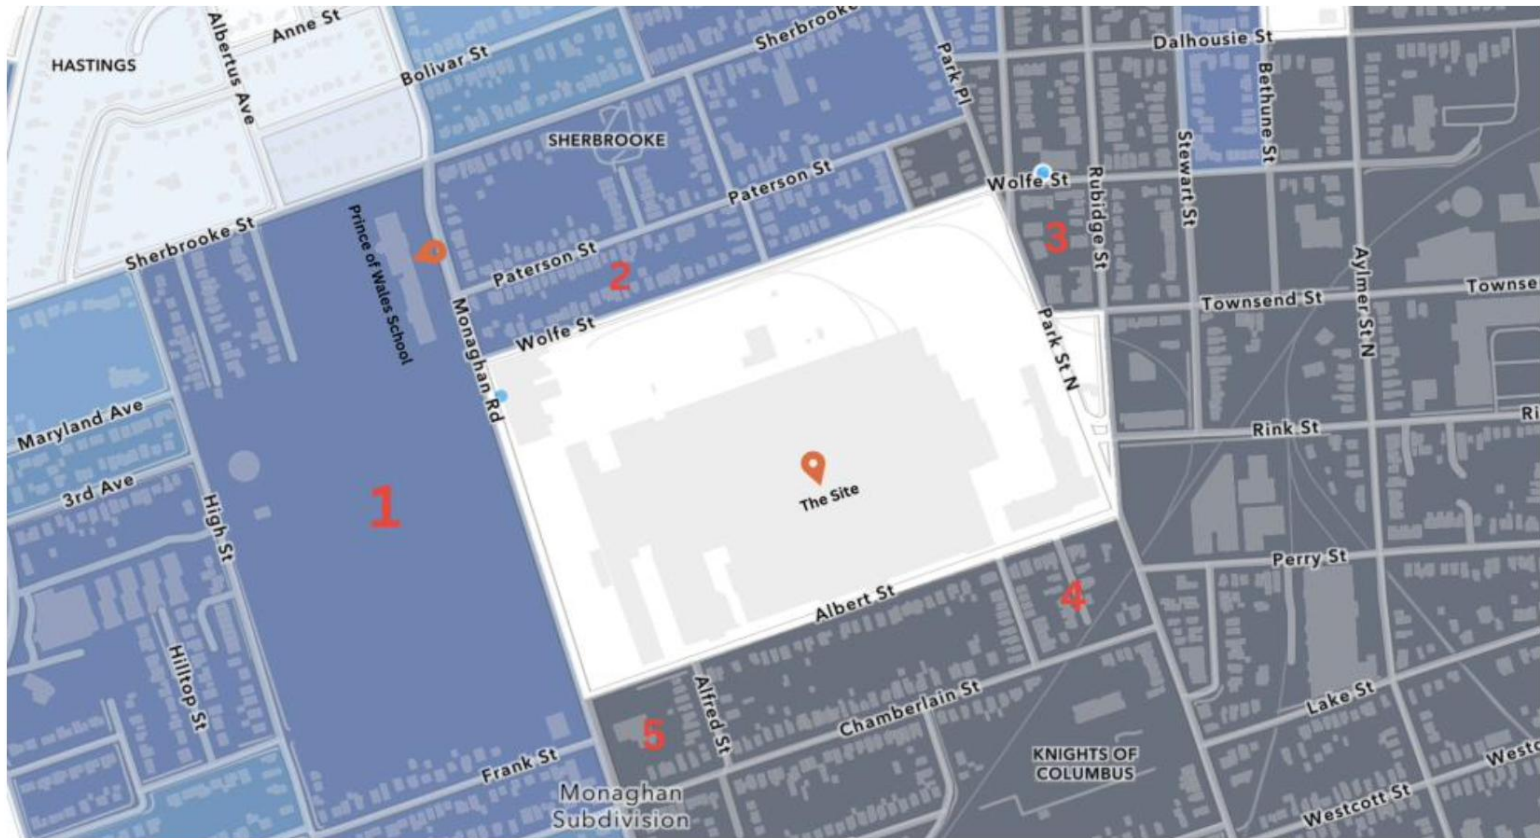 Anne St
Albertus Ave
HASTINGS
Bolivar St
Sherbrooke
Park Pl
Dalhousie St
Bethune St
SHERBROOKE
Stewart St
Wolfe St
Rubidge St
Paterson St
Prince of Wales School
Sherbrooke St
Paterson St
2
3
Aylmer St N
Townsend St
Townsen
Monaghan Rd
Wolfe St
Park St N
Maryland Ave
3rd Ave
High St
1
The Site
Rink St
Ri
Perry St
Albert St
4
Hilltop St
Alfred St
5
Chamberlain St
Lake St
Frank St
KNIGHTS OF
COLUMBUS
Monaghan
Subdivision
Westcott St
Westc